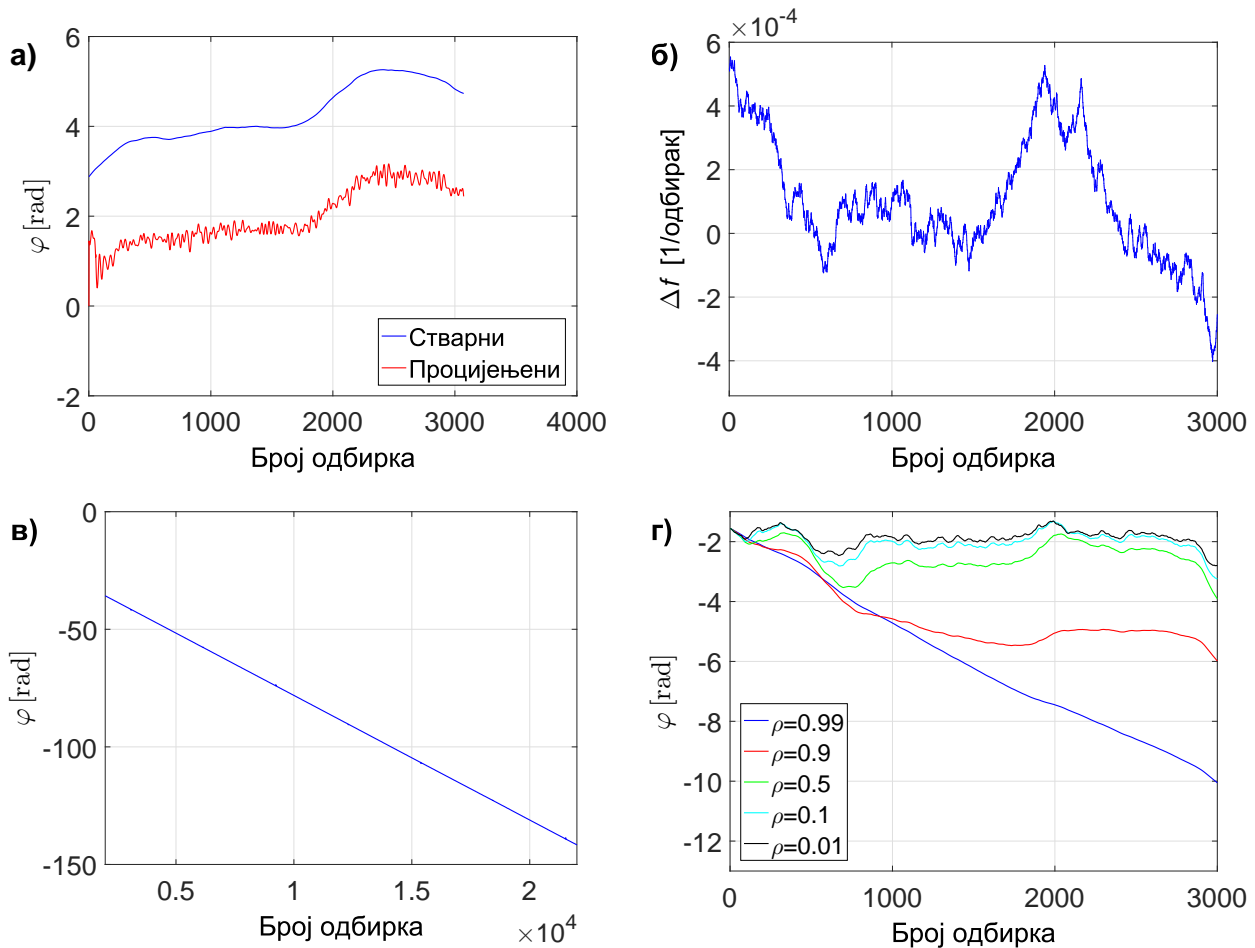 а)
6
4
2
0
-2
0 1000 2000 3000 4000
φ [rad]
Број одбирка
Стварни
Процијењени
б)
×10⁻⁴
6
4
2
0
-2
-4
0 1000 2000 3000
Δf [1/одбирак]
Број одбирка
в)
0
-50
-100
-150
0.5 1 1.5 2
×10⁴
φ [rad]
Број одбирка
г)
-2
-4
-6
-8
-10
-12
0 1000 2000 3000
φ [rad]
Број одбирка
ρ=0.99
ρ=0.9
ρ=0.5
ρ=0.1
ρ=0.01